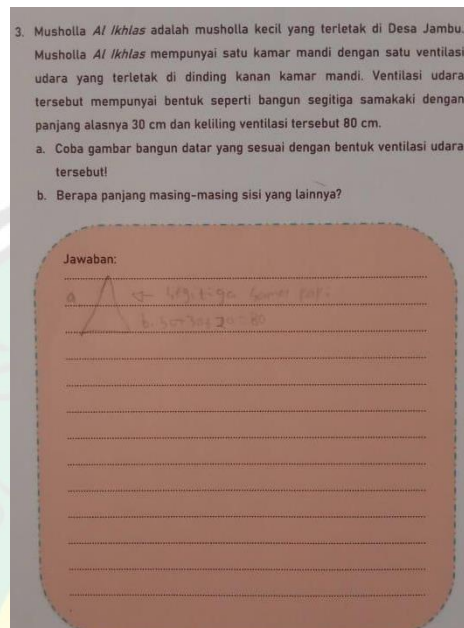 3. Musholla Al Ikhlas adalah musholla kecil yang terletak di Desa Jambu.
Musholla Al Ikhlas mempunyai satu kamar mandi dengan satu ventilasi
udara yang terletak di dinding kanan kamar mandi. Ventilasi udara
tersebut mempunyai bentuk seperti bangun segitiga samakaki dengan
panjang alasnya 30 cm dan keliling ventilasi tersebut 80 cm.
a. Coba gambar bangun datar yang sesuai dengan bentuk ventilasi udara
tersebut!
b. Berapa panjang masing-masing sisi yang lainnya?
Jawaban:
a. segitiga sama kaki
b.